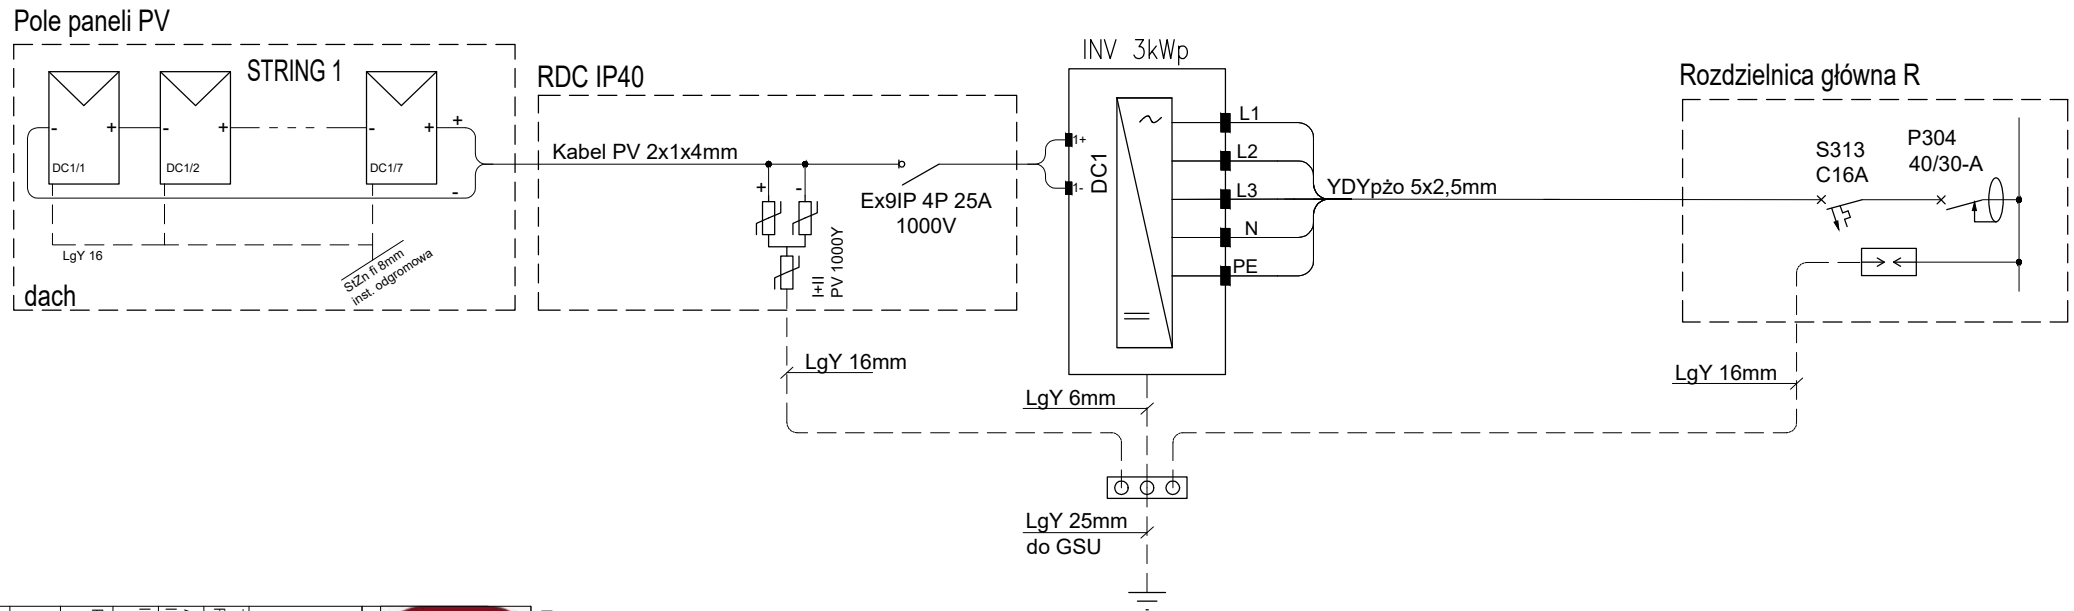 Pole paneli PV
STRING 1
- +
- +
- +
+
-
DC1/1
DC1/2
DC1/7
LgY 16
StZn fi 8mm
inst. odgromowa
dach
RDC IP40
Kabel PV 2x1x4mm
+ -
I+II
PV 1000Y
Ex9IP 4P 25A
1000V
LgY 16mm
INV 3kWp
1+
1-
DC1
L1
L2
L3
N
PE
YDYpżo 5x2,5mm
LgY 6mm
LgY 25mm
do GSU
Rozdzielnica główna R
S313
C16A
P304
40/30-A
LgY 16mm